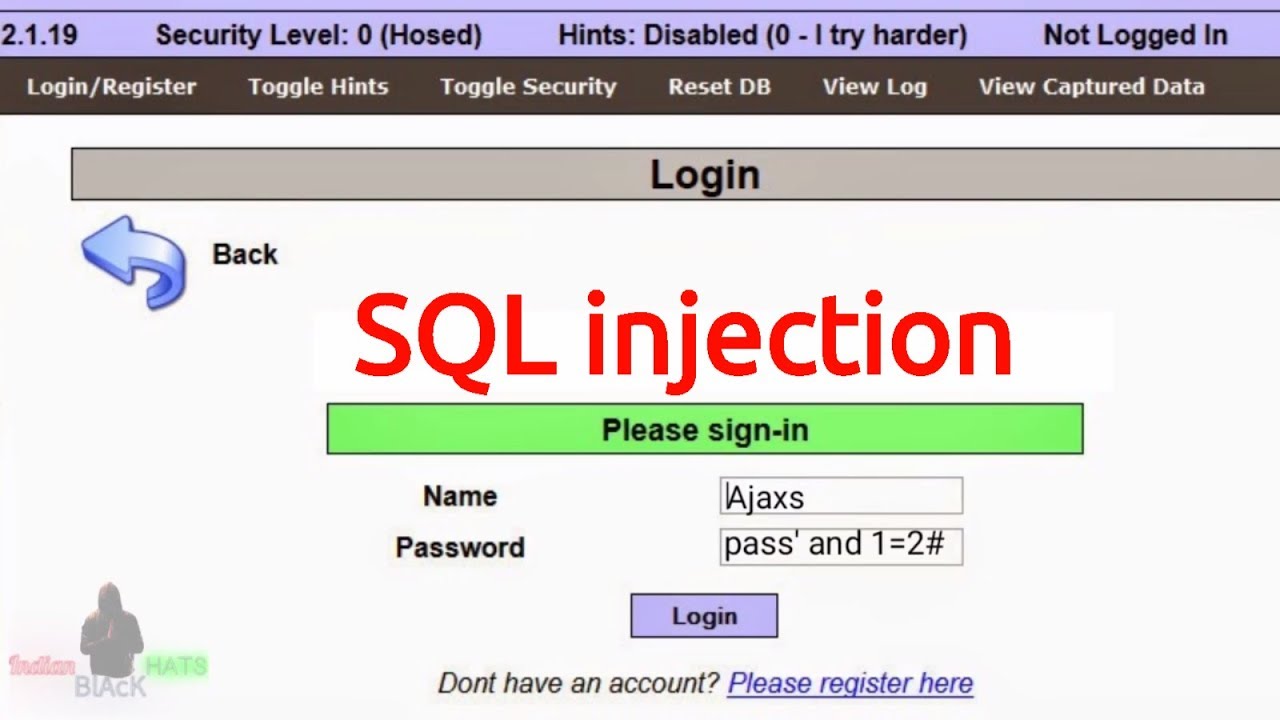 2.1.19 Security Level: 0 (Hosed) Hints: Disabled (0 - I try harder) Not Logged In
Login/Register Toggle Hints Toggle Security Reset DB View Log View Captured Data
Login
Back
SQL injection
Please sign-in
Name Ajaxs
Password pass' and 1=2#
Login
Indian BlAcK HATS
Dont have an account? Please register here